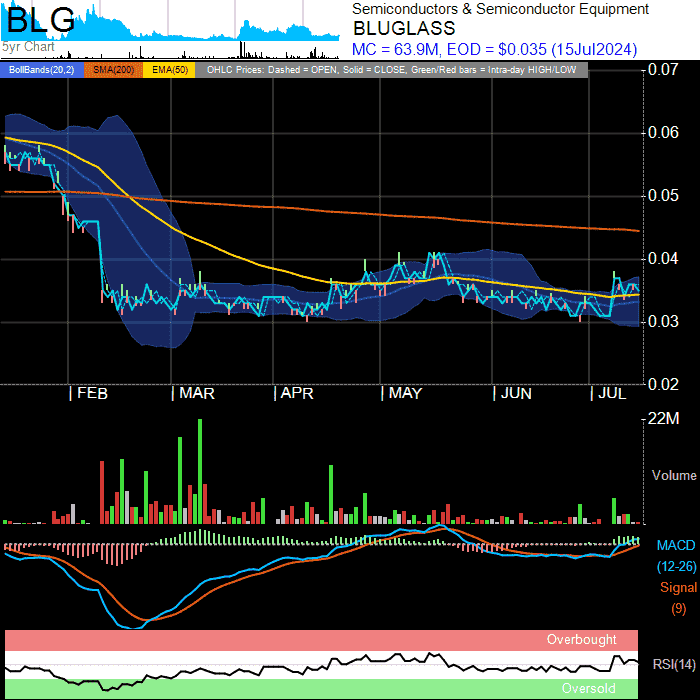 BLG
5yr Chart
Semiconductors & Semiconductor Equipment
BLUGLASS
MC = 63.9M, EOD = $0.035 (15Jul2024)
BollBands(20,2) SMA(200) EMA(50) OHLC Prices: Dashed = OPEN, Solid = CLOSE, Green/Red bars = Intra-day HIGH/LOW
0.07
0.06
0.05
0.04
0.03
0.02
| FEB | MAR | APR | MAY | JUN | JUL
22M
Volume
MACD
(12-26)
Signal
(9)
Overbought
RSI(14)
Oversold